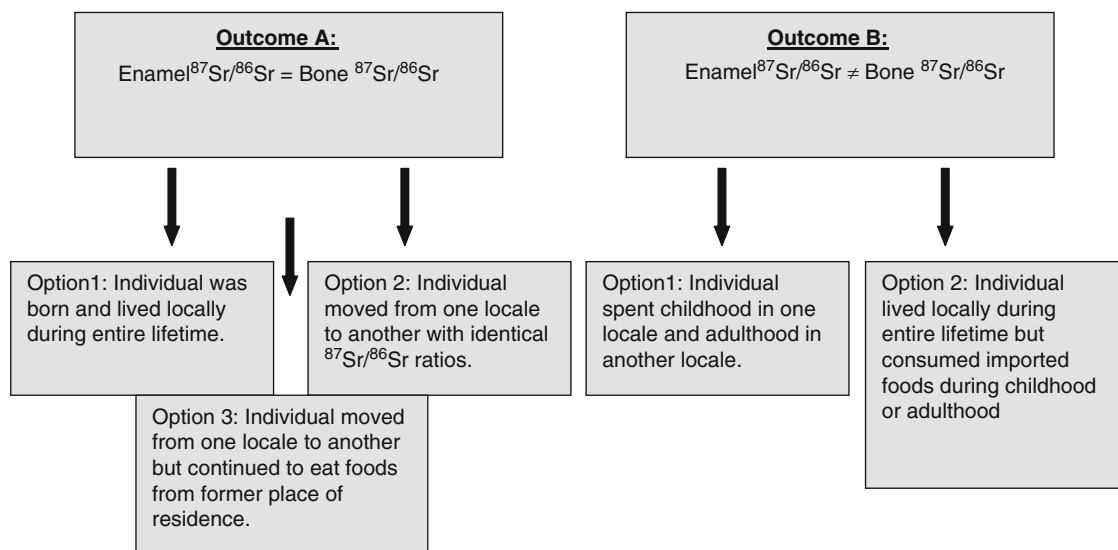 Outcome A:
Enamel⁸⁷Sr/⁸⁶Sr = Bone ⁸⁷Sr/⁸⁶Sr
Outcome B:
Enamel⁸⁷Sr/⁸⁶Sr ≠ Bone ⁸⁷Sr/⁸⁶Sr
Option1: Individual was
born and lived locally
during entire lifetime.
Option 2: Individual
moved from one locale
to another with identical
⁸⁷Sr/⁸⁶Sr ratios.
Option 3: Individual moved
from one locale to another
but continued to eat foods
from former place of
residence.
Option1: Individual
spent childhood in one
locale and adulthood in
another locale.
Option 2: Individual
lived locally during
entire lifetime but
consumed imported
foods during childhood
or adulthood